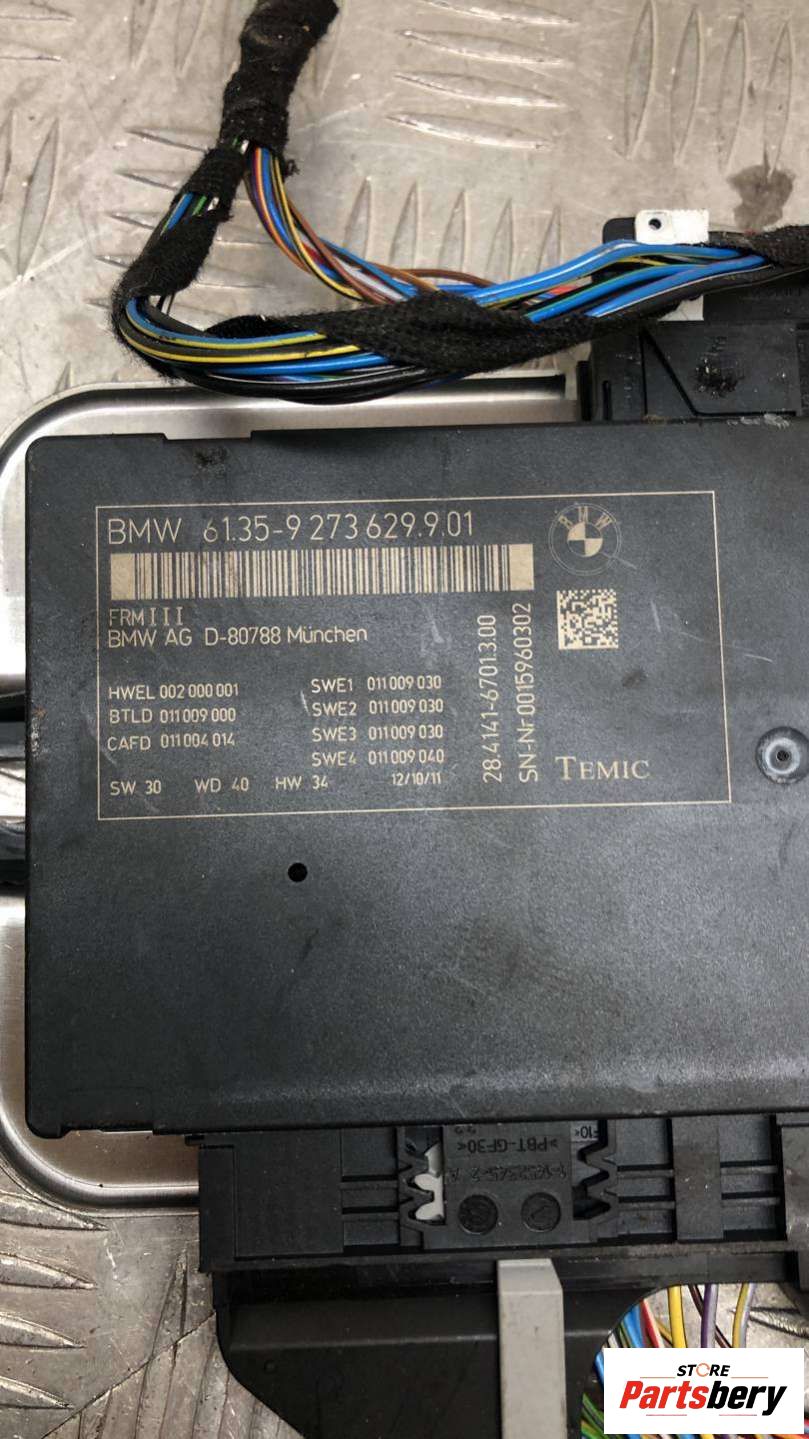 BMW 61.35-9 273 629.9.01
FRM III
BMW AG D-80788 München
HWEL 002 000 001
BTLD 011 009 000
CAFD 011 004 014
SWE1 011 009 030
SWE2 011 009 030
SWE3 011 009 030
SWE4 011 009 040
SW 30 WD 40 HW 34 12/10/11
28.4141-6701.3.00
SN-Nr 0015960302
BMW
TEMIC
>PBT-GF30<
STORE
Partsbery